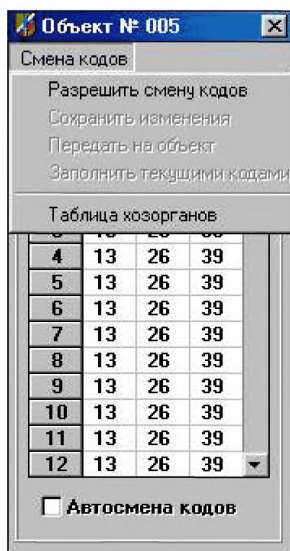 Объект № 005
Смена кодов
Разрешить смену кодов
Сохранить изменения
Передать на объект
Заполнить текущими кодами
Таблица хозорганов
4 13 26 39
5 13 26 39
6 13 26 39
7 13 26 39
8 13 26 39
9 13 26 39
10 13 26 39
11 13 26 39
12 13 26 39
Автосмена кодов